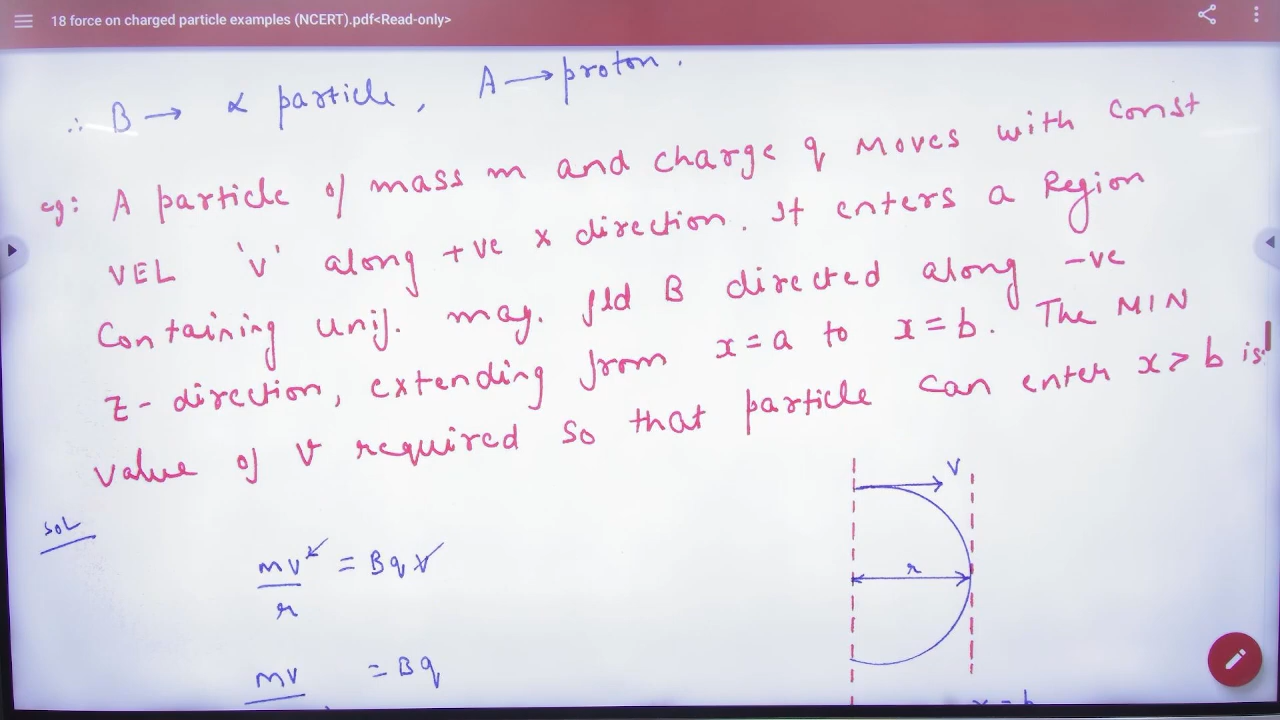 18 force on charged particle examples (NCERT).pdf<Read-only>
∴ B → α particle, A → proton.
eg: A particle of mass m and charge q moves with const
VEL 'v' along +ve x direction. It enters a Region
Containing unif. mag. fld B directed along -ve
z-direction, extending from x=a to x=b. The MIN
value of v required so that particle can enter x>b is
SOL
V
mv² = Bqv
r
r
mv = Bq
x=b